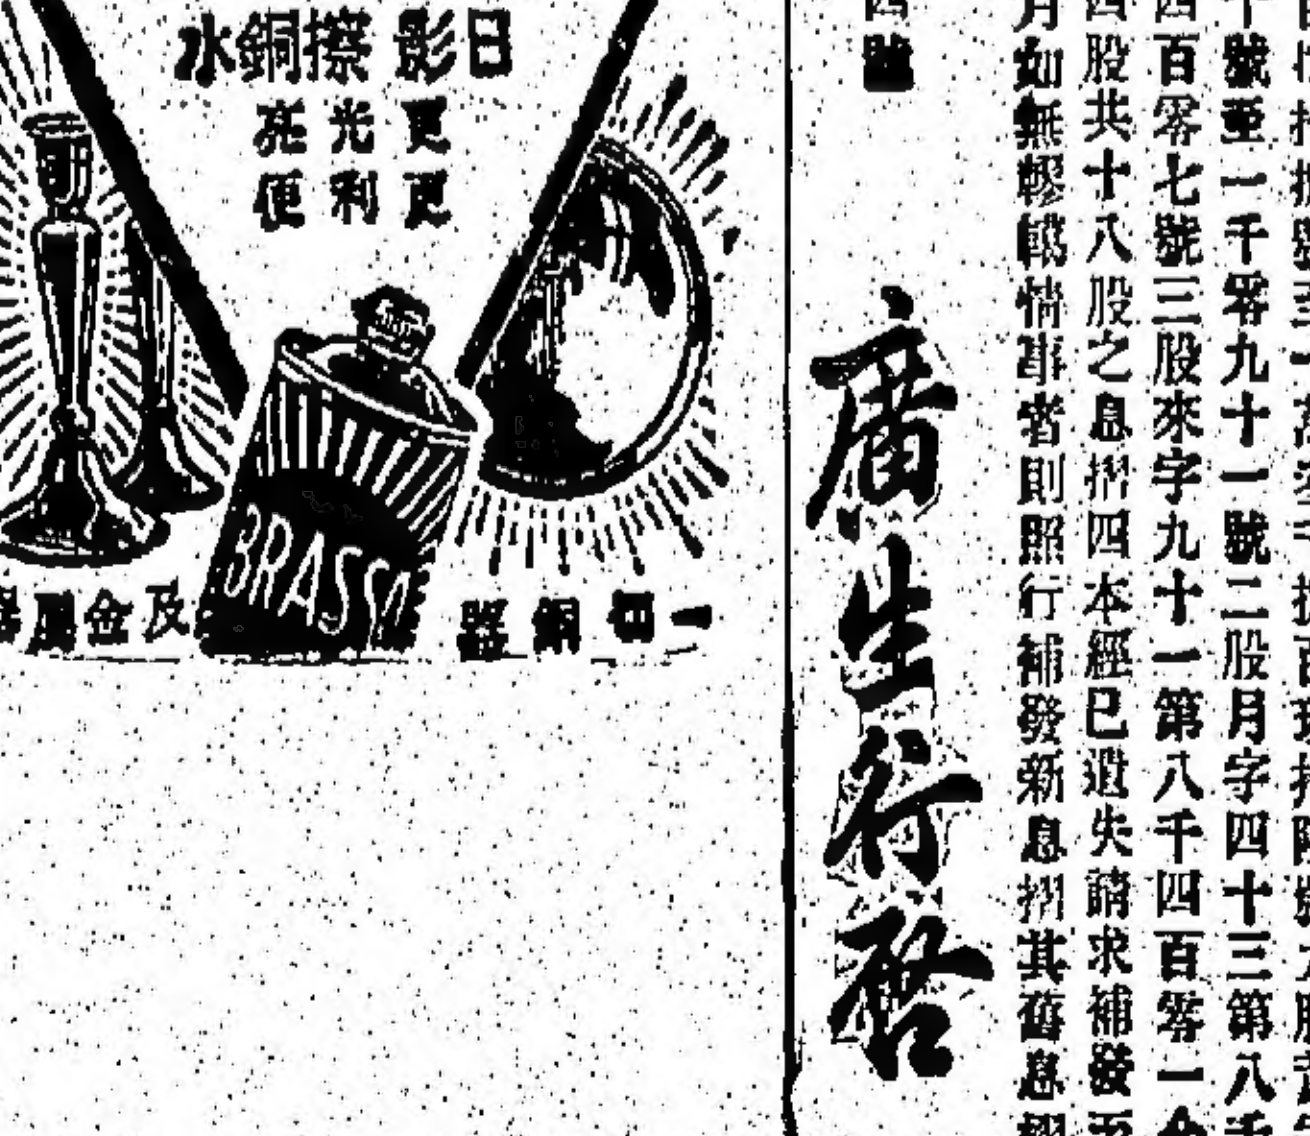 千號至一千零九十一號二股月字四十三第八千
四百零七號三股來字九十一第八千四百零一
四股共十八股之息摺四本經已遺失請求補發
月如無轇轕情事者則照行補發新息摺其舊息摺
四號
廣生行啓
日影擦銅水
更光亮
更利便
BRASSO
一切銅器
及金屬器